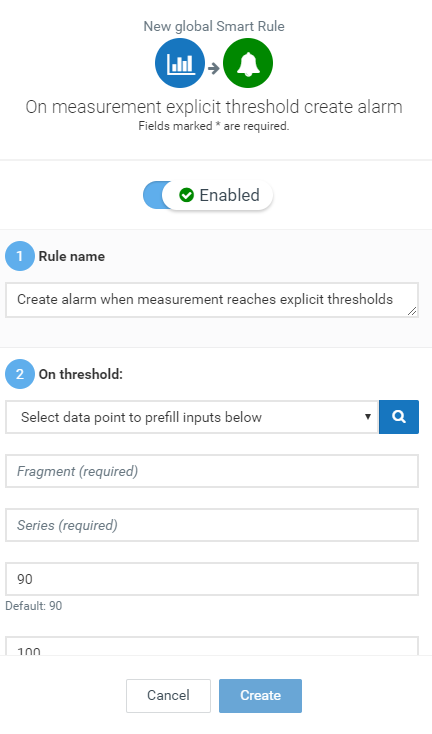 New global Smart Rule
On measurement explicit threshold create alarm
Fields marked * are required.
Enabled
1 Rule name
Create alarm when measurement reaches explicit thresholds
2 On threshold:
Select data point to prefill inputs below
Fragment (required)
Series (required)
90
Default: 90
100
Cancel Create